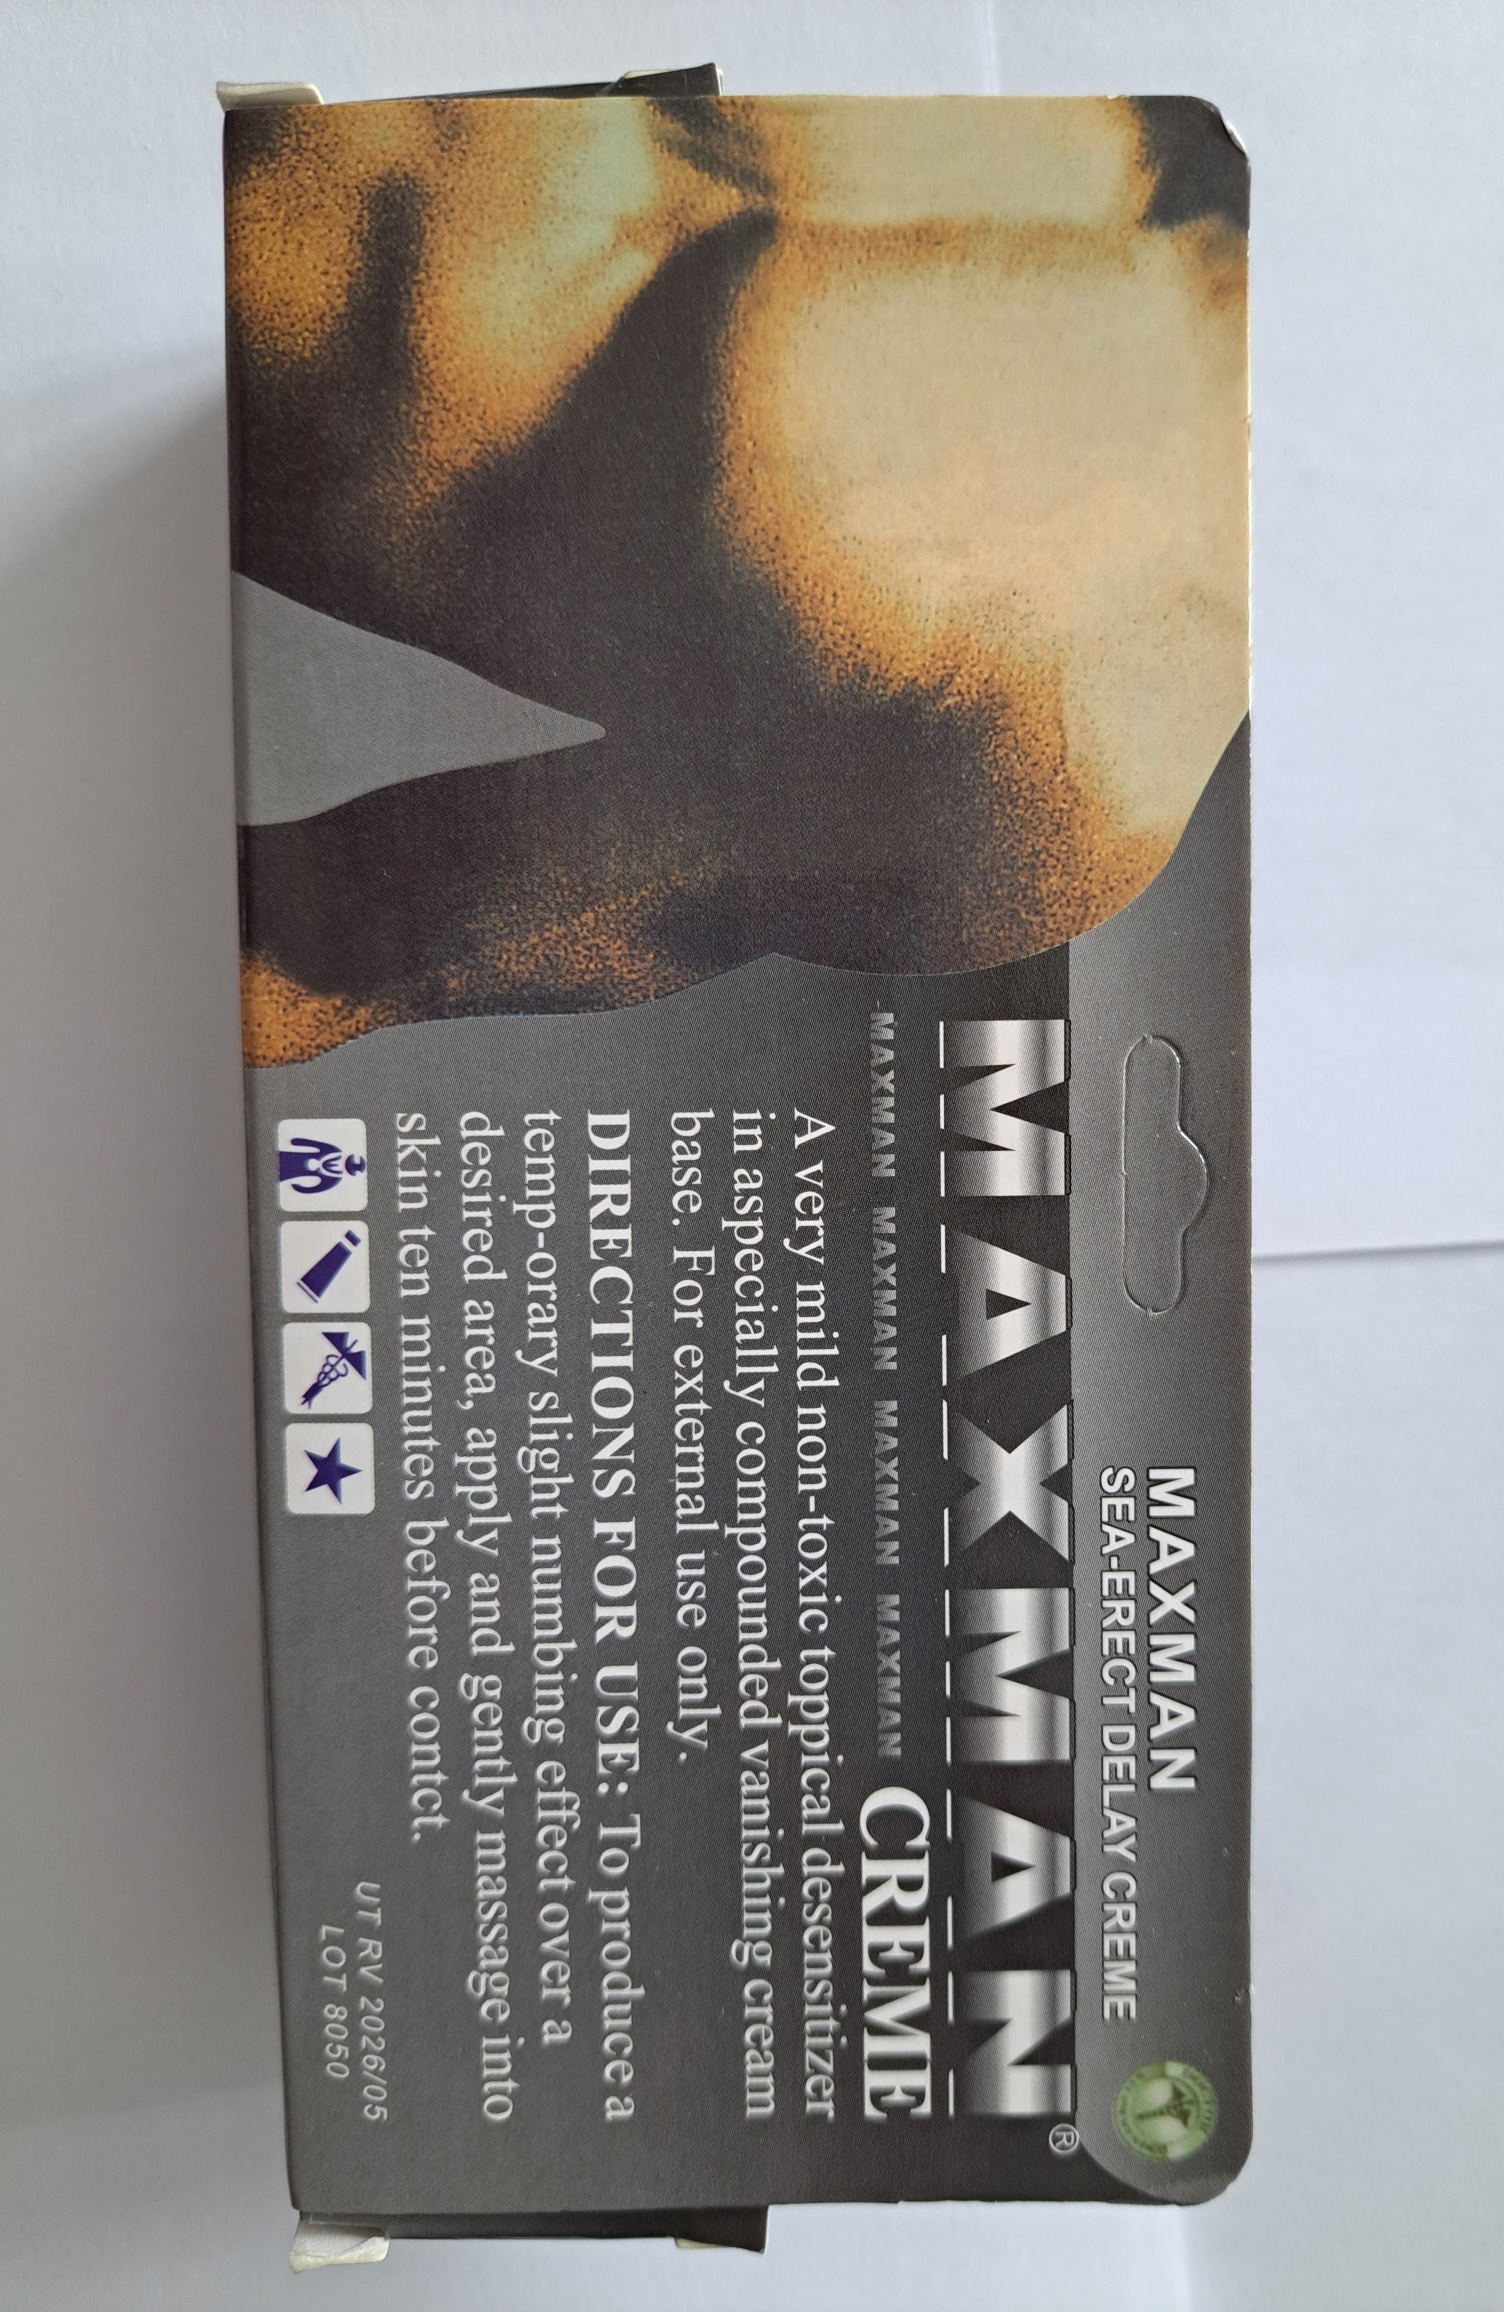 MAXMAN
SEA-ERECT DELAY CREME
MAXMAN®
MAXMAN MAXMAN MAXMAN MAXMAN CREME
A very mild non-toxic toppical desensitizer
in aspecially compounded vanishing cream
base. For external use only.
DIRECTIONS FOR USE: To produce a
temp-orary slight numbing effect over a
desired area, apply and gently massage into
skin ten minutes before contct.
UT RV 2026/05
LOT 8050